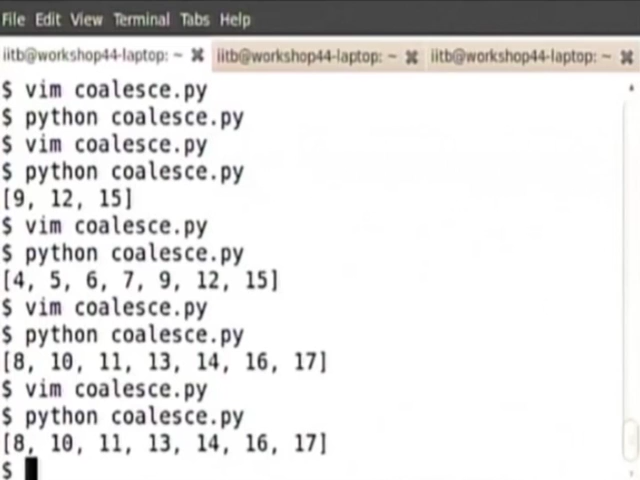 File Edit View Terminal Tabs Help
iitb@workshop44-laptop: ~ ✖ iitb@workshop44-laptop: ~ ✖ iitb@workshop44-laptop: ~ ✖
$ vim coalesce.py
$ python coalesce.py
$ vim coalesce.py
$ python coalesce.py
[9, 12, 15]
$ vim coalesce.py
$ python coalesce.py
[4, 5, 6, 7, 9, 12, 15]
$ vim coalesce.py
$ python coalesce.py
[8, 10, 11, 13, 14, 16, 17]
$ vim coalesce.py
$ python coalesce.py
[8, 10, 11, 13, 14, 16, 17]
$